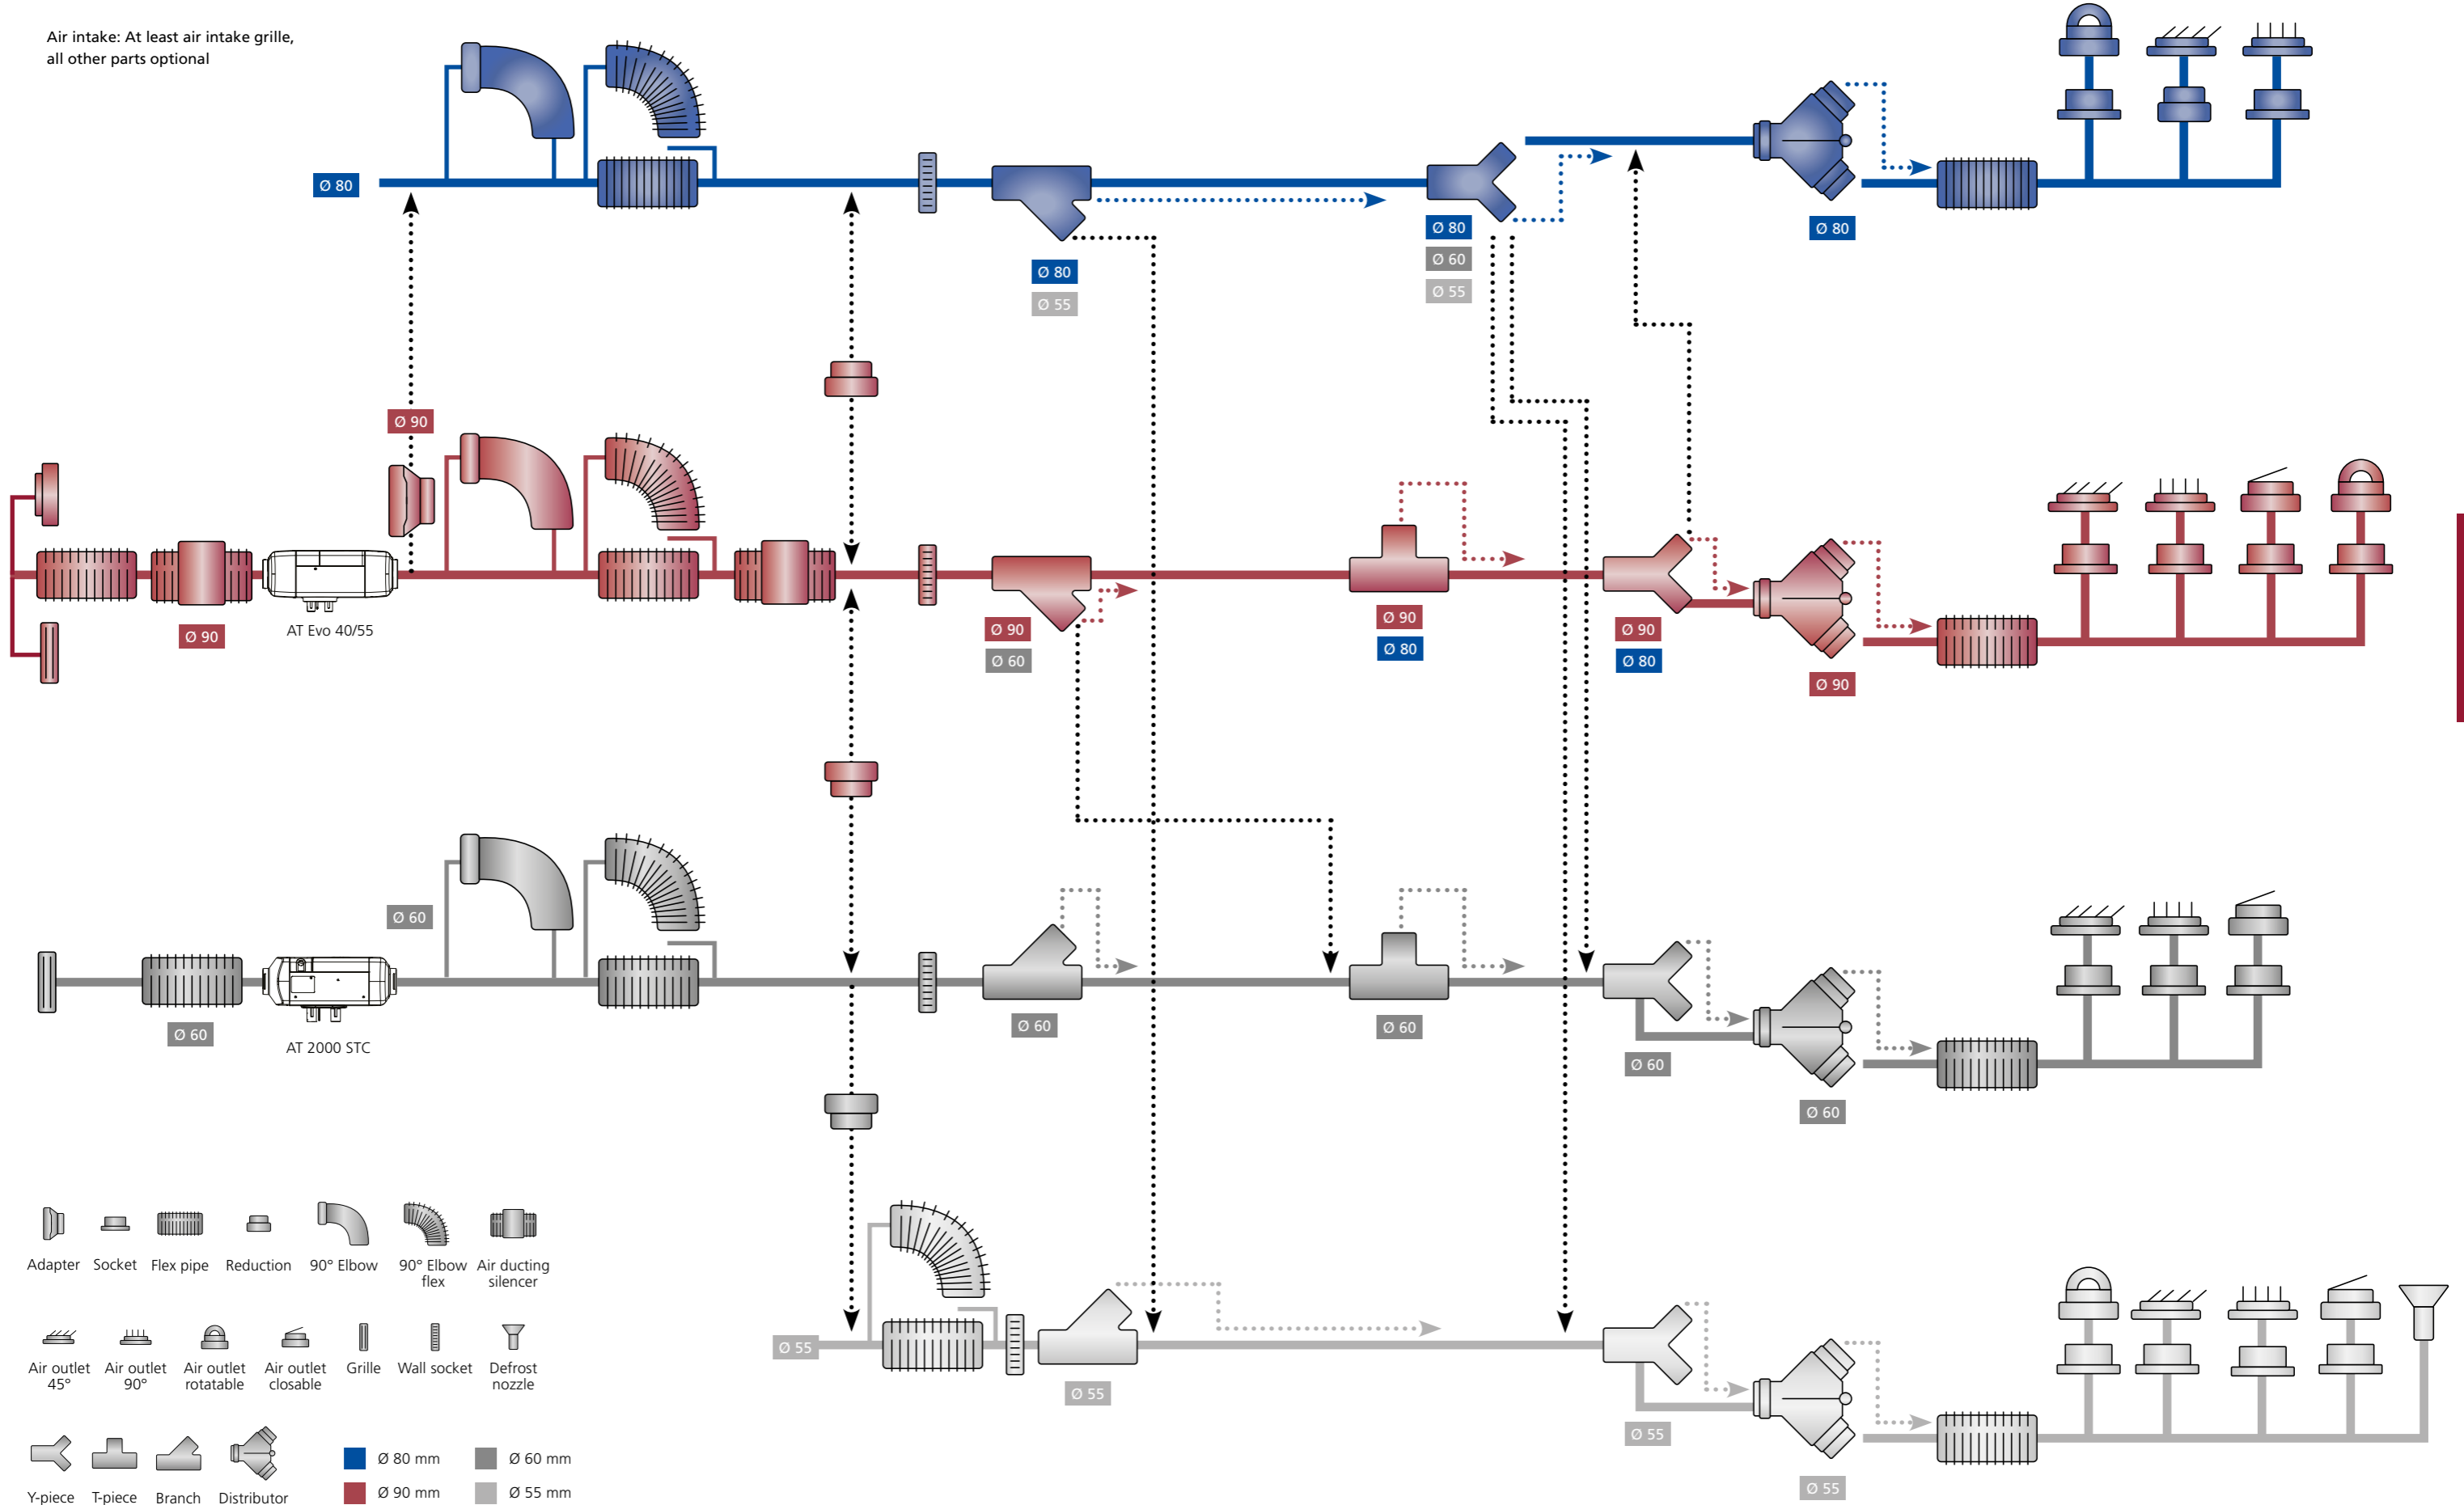 Air intake: At least air intake grille,
all other parts optional
Ø 80
Ø 80
Ø 55
Ø 80
Ø 60
Ø 55
Ø 80
Ø 90
Ø 90
AT Evo 40/55
Ø 90
Ø 60
Ø 90
Ø 80
Ø 90
Ø 80
Ø 90
Ø 60
Ø 60
AT 2000 STC
Ø 60
Ø 60
Ø 60
Ø 60
Ø 55
Ø 55
Ø 55
Ø 55
Adapter
Socket
Flex pipe
Reduction
90° Elbow
90° Elbow
flex
Air ducting
silencer
Air outlet
45°
Air outlet
90°
Air outlet
rotatable
Air outlet
closable
Grille
Wall socket
Defrost
nozzle
Y-piece
T-piece
Branch
Distributor
Ø 80 mm
Ø 60 mm
Ø 90 mm
Ø 55 mm